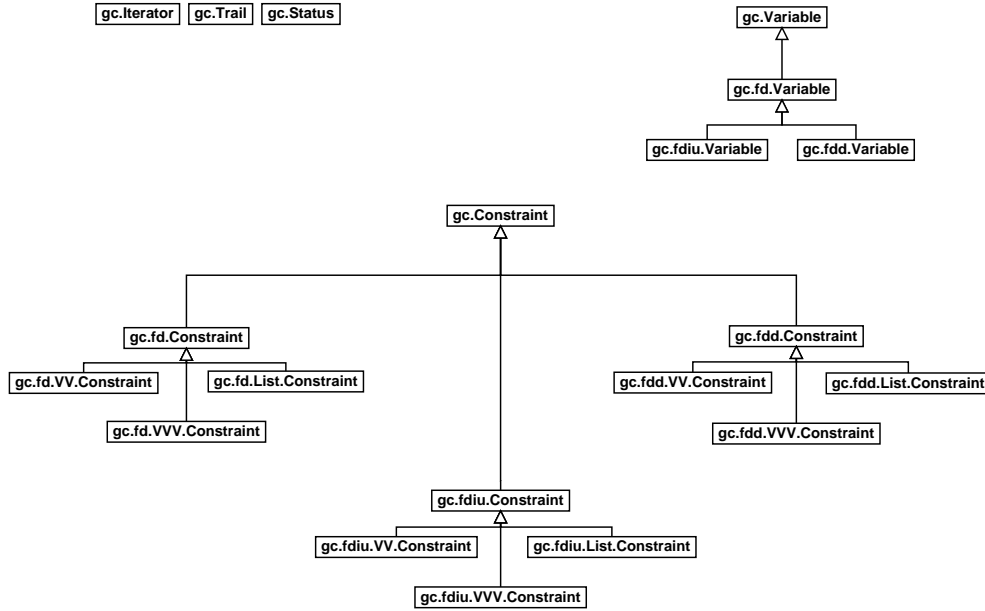 gc.Iterator gc.Trail gc.Status
gc.Variable
gc.fd.Variable
gc.fdiu.Variable gc.fdd.Variable
gc.Constraint
gc.fd.Constraint gc.fdd.Constraint
gc.fd.VV.Constraint gc.fd.List.Constraint gc.fdd.VV.Constraint gc.fdd.List.Constraint
gc.fd.VVV.Constraint gc.fdd.VVV.Constraint
gc.fdiu.Constraint
gc.fdiu.VV.Constraint gc.fdiu.List.Constraint
gc.fdiu.VVV.Constraint